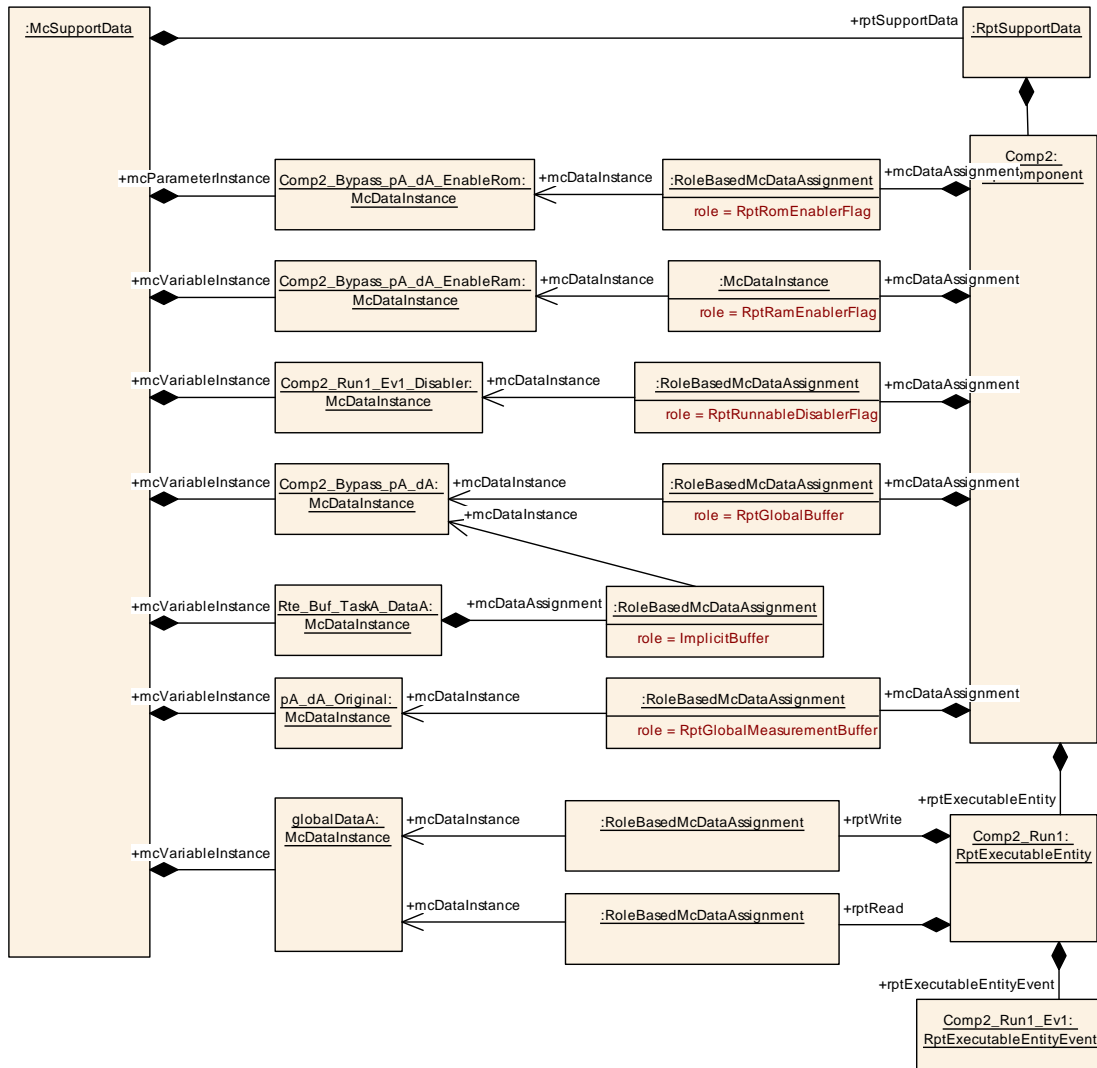 :McSupportData
+rptSupportData
:RptSupportData
Comp2:
omponent
+mcParameterInstance
Comp2_Bypass_pA_dA_EnableRom:
McDataInstance
+mcDataInstance
:RoleBasedMcDataAssignment
role = RptRomEnablerFlag
+mcDataAssignment
+mcVariableInstance
Comp2_Bypass_pA_dA_EnableRam:
McDataInstance
+mcDataInstance
:McDataInstance
role = RptRamEnablerFlag
+mcDataAssignment
+mcVariableInstance
Comp2_Run1_Ev1_Disabler:
McDataInstance
+mcDataInstance
:RoleBasedMcDataAssignment
role = RptRunnableDisablerFlag
+mcDataAssignment
+mcVariableInstance
Comp2_Bypass_pA_dA:
McDataInstance
+mcDataInstance
+mcDataInstance
:RoleBasedMcDataAssignment
role = RptGlobalBuffer
+mcDataAssignment
+mcVariableInstance
Rte_Buf_TaskA_DataA:
McDataInstance
+mcDataAssignment
:RoleBasedMcDataAssignment
role = ImplicitBuffer
+mcVariableInstance
pA_dA_Original:
McDataInstance
+mcDataInstance
:RoleBasedMcDataAssignment
role = RptGlobalMeasurementBuffer
+mcDataAssignment
+rptExecutableEntity
+mcVariableInstance
globalDataA:
McDataInstance
+mcDataInstance
:RoleBasedMcDataAssignment
+rptWrite
Comp2_Run1:
RptExecutableEntity
+mcDataInstance
:RoleBasedMcDataAssignment
+rptRead
+rptExecutableEntityEvent
Comp2_Run1_Ev1:
RptExecutableEntityEvent